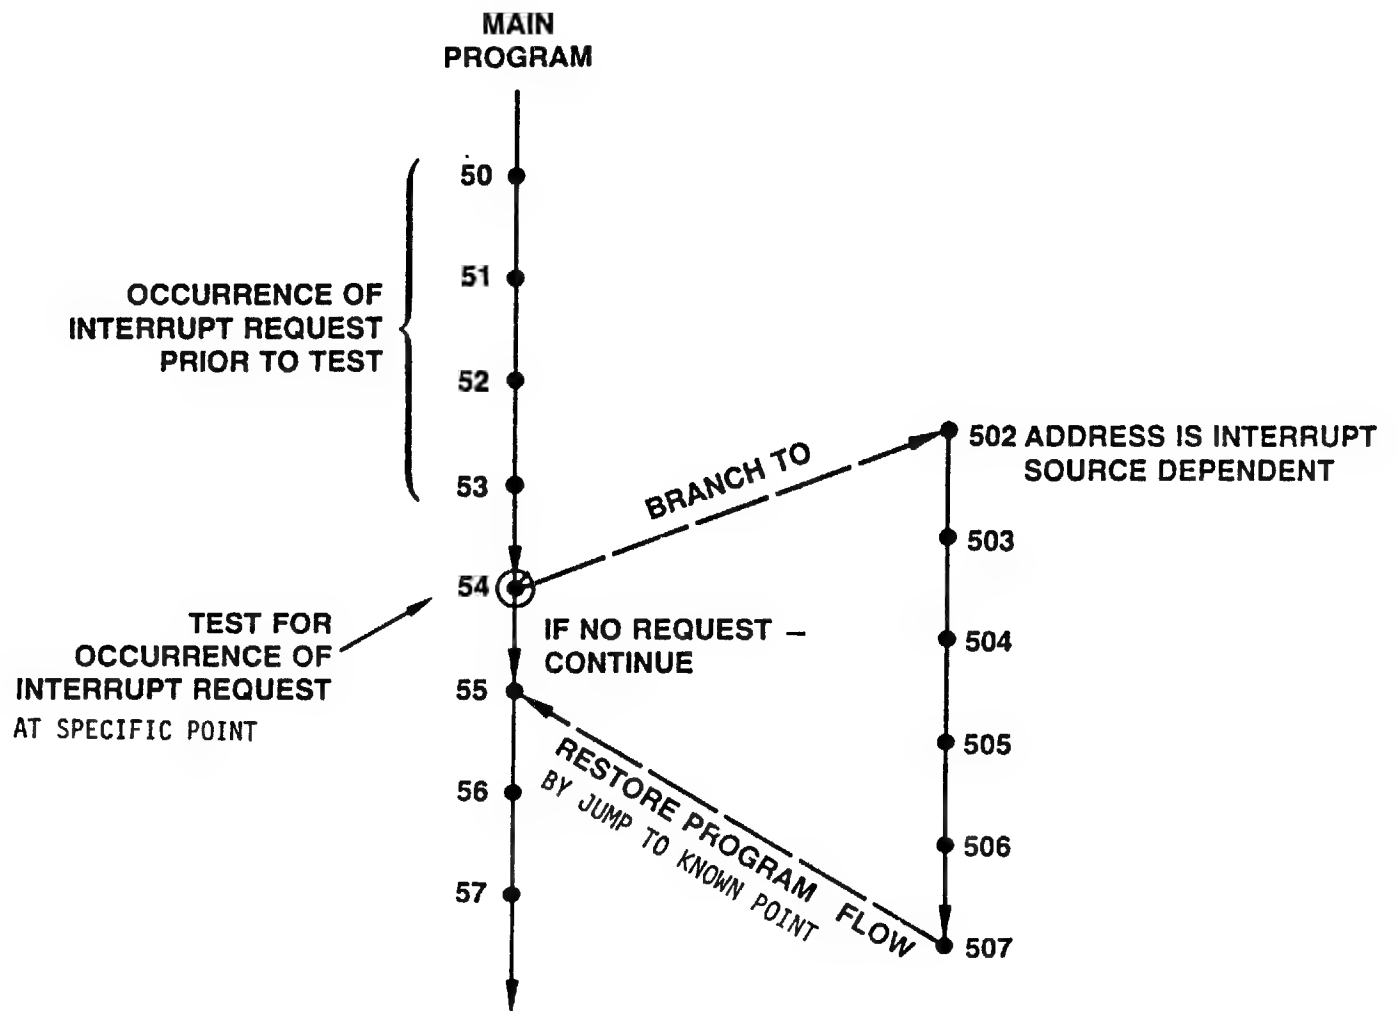 MAIN
PROGRAM
50
51
OCCURRENCE OF
INTERRUPT REQUEST
PRIOR TO TEST
52
53
BRANCH TO
502 ADDRESS IS INTERRUPT
SOURCE DEPENDENT
503
54
TEST FOR
OCCURRENCE OF
INTERRUPT REQUEST
AT SPECIFIC POINT
IF NO REQUEST –
CONTINUE
504
55
505
RESTORE PROGRAM FLOW
BY JUMP TO KNOWN POINT
56
506
57
507